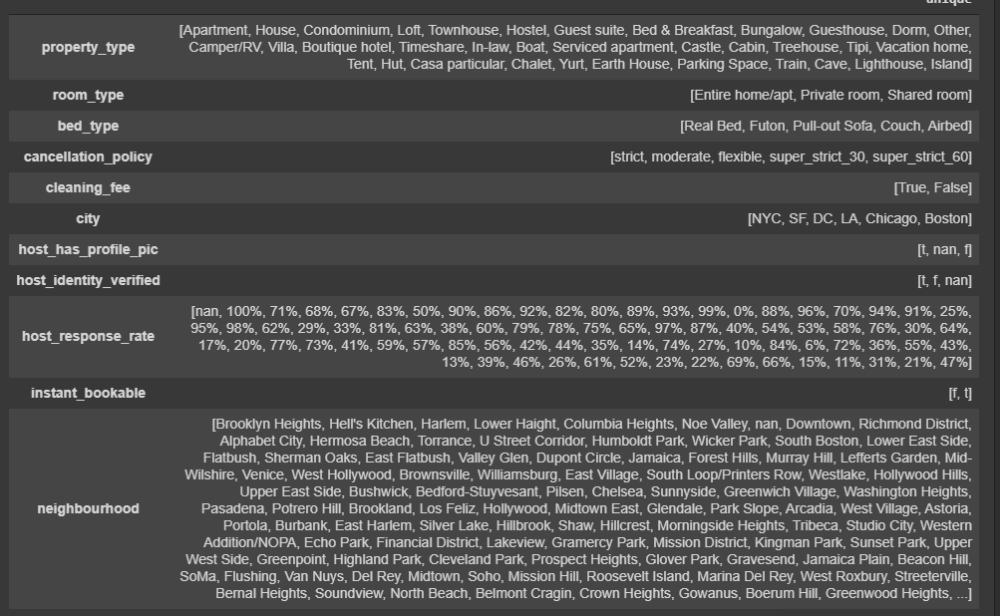 unique
property_type
[Apartment, House, Condominium, Loft, Townhouse, Hostel, Guest suite, Bed & Breakfast, Bungalow, Guesthouse, Dorm, Other,
Camper/RV, Villa, Boutique hotel, Timeshare, In-law, Boat, Serviced apartment, Castle, Cabin, Treehouse, Tipi, Vacation home,
Tent, Hut, Casa particular, Chalet, Yurt, Earth House, Parking Space, Train, Cave, Lighthouse, Island]
room_type [Entire home/apt, Private room, Shared room]
bed_type [Real Bed, Futon, Pull-out Sofa, Couch, Airbed]
cancellation_policy [strict, moderate, flexible, super_strict_30, super_strict_60]
cleaning_fee [True, False]
city [NYC, SF, DC, LA, Chicago, Boston]
host_has_profile_pic [t, nan, f]
host_identity_verified [t, f, nan]
host_response_rate
[nan, 100%, 71%, 68%, 67%, 83%, 50%, 90%, 86%, 92%, 82%, 80%, 89%, 93%, 99%, 0%, 88%, 96%, 70%, 94%, 91%, 25%,
95%, 98%, 62%, 29%, 33%, 81%, 63%, 38%, 60%, 79%, 78%, 75%, 65%, 97%, 87%, 40%, 54%, 53%, 58%, 76%, 30%, 64%,
17%, 20%, 77%, 73%, 41%, 59%, 57%, 85%, 56%, 42%, 44%, 35%, 14%, 74%, 27%, 10%, 84%, 6%, 72%, 36%, 55%, 43%,
13%, 39%, 46%, 26%, 61%, 52%, 23%, 22%, 69%, 66%, 15%, 11%, 31%, 21%, 47%]
instant_bookable [f, t]
neighbourhood
[Brooklyn Heights, Hell's Kitchen, Harlem, Lower Haight, Columbia Heights, Noe Valley, nan, Downtown, Richmond District,
Alphabet City, Hermosa Beach, Torrance, U Street Corridor, Humboldt Park, Wicker Park, South Boston, Lower East Side,
Flatbush, Sherman Oaks, East Flatbush, Valley Glen, Dupont Circle, Jamaica, Forest Hills, Murray Hill, Lefferts Garden, Mid-
Wilshire, Venice, West Hollywood, Brownsville, Williamsburg, East Village, South Loop/Printers Row, Westlake, Hollywood Hills,
Upper East Side, Bushwick, Bedford-Stuyvesant, Pilsen, Chelsea, Sunnyside, Greenwich Village, Washington Heights,
Pasadena, Potrero Hill, Brookland, Los Feliz, Hollywood, Midtown East, Glendale, Park Slope, Arcadia, West Village, Astoria,
Portola, Burbank, East Harlem, Silver Lake, Hillbrook, Shaw, Hillcrest, Morningside Heights, Tribeca, Studio City, Western
Addition/NOPA, Echo Park, Financial District, Lakeview, Gramercy Park, Mission District, Kingman Park, Sunset Park, Upper
West Side, Greenpoint, Highland Park, Cleveland Park, Prospect Heights, Glover Park, Gravesend, Jamaica Plain, Beacon Hill,
SoMa, Flushing, Van Nuys, Del Rey, Midtown, Soho, Mission Hill, Roosevelt Island, Marina Del Rey, West Roxbury, Streeterville,
Bernal Heights, Soundview, North Beach, Belmont Cragin, Crown Heights, Gowanus, Boerum Hill, Greenwood Heights, ...]